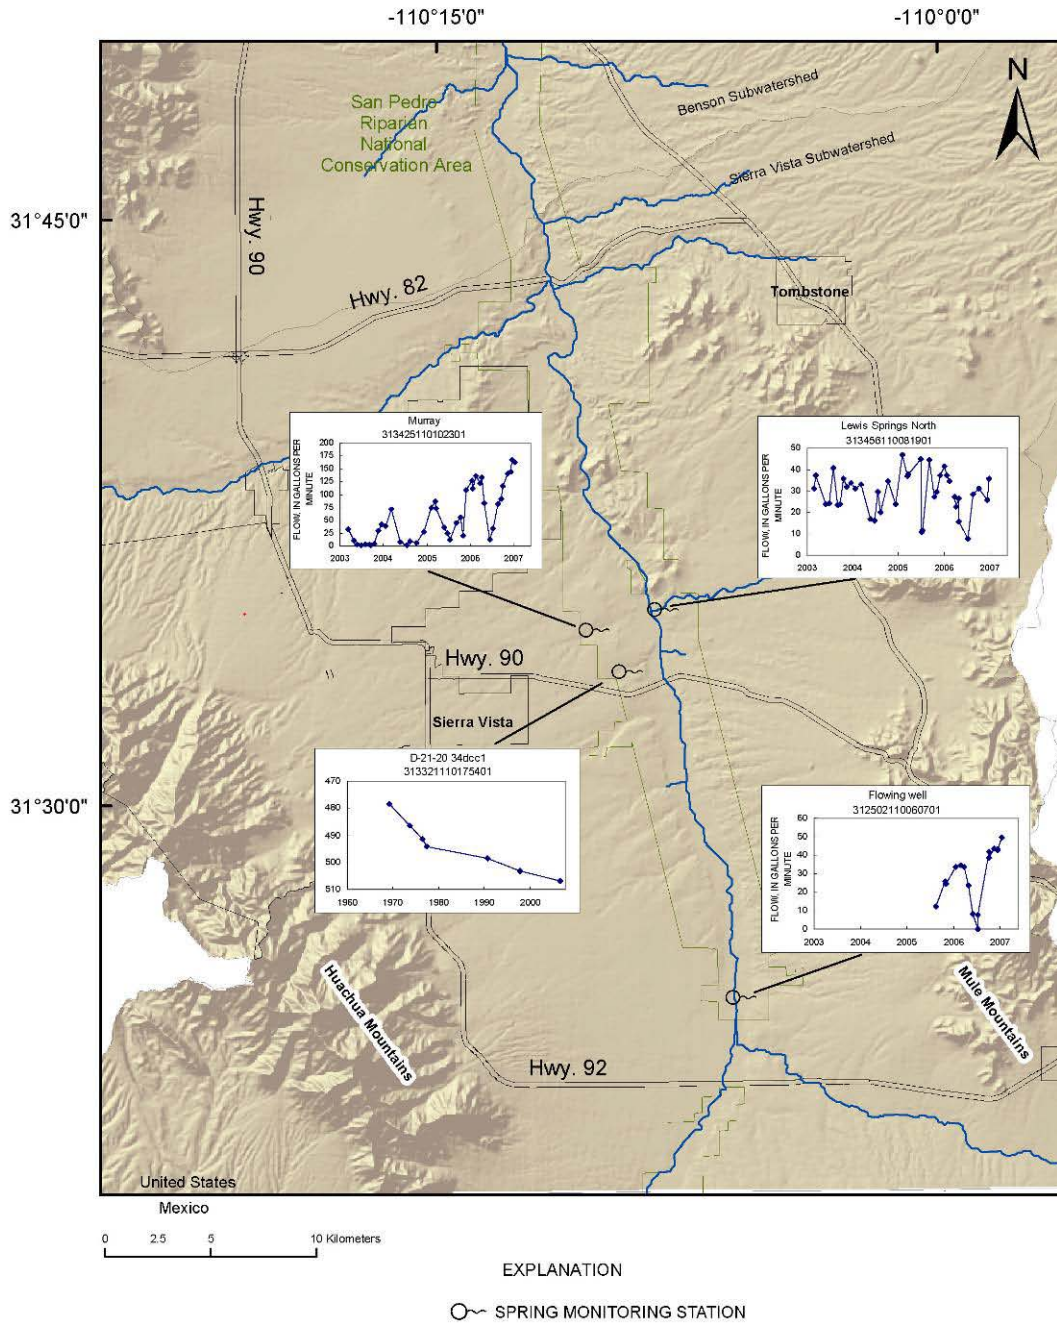 -110°15'0"
-110°0'0"
N
San Pedro
Riparian
National
Conservation Area
Benson Subwatershed
Sierra Vista Subwatershed
31°45'0"
Hwy. 90
Hwy. 82
Tombstone
Murray
313425110102301
FLOW, IN GALLONS PER
MINUTE
200
175
150
125
100
75
50
25
0
2003 2004 2005 2006 2007
Lewis Springs North
313456110081901
FLOW, IN GALLONS PER
MINUTE
50
40
30
20
10
0
2003 2004 2005 2006 2007
Hwy. 90
Sierra Vista
D-21-20 34dcc1
313321110175401
470
480
490
500
510
1960 1970 1980 1990 2000
31°30'0"
Flowing well
312502110060701
FLOW, IN GALLONS PER
MINUTE
60
50
40
30
20
10
0
2003 2004 2005 2006 2007
Huachua Mountains
Mule Mountains
Hwy. 92
United States
Mexico
0 2.5 5 10 Kilometers
EXPLANATION
SPRING MONITORING STATION